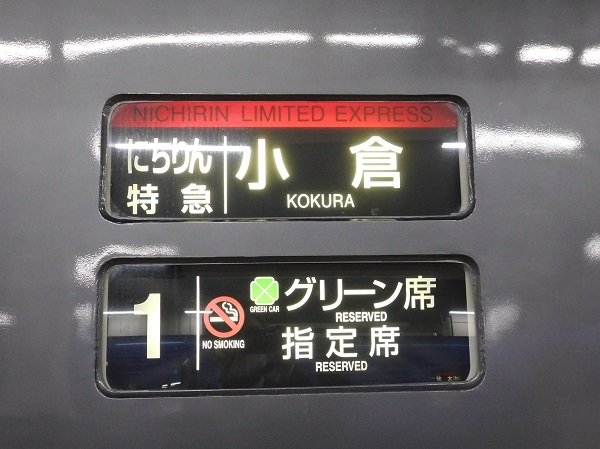 NICHIRIN LIMITED EXPRESS
にちりん
特急
小倉
KOKURA
1
NO SMOKING
GREEN CAR
グリーン席
RESERVED
指定席
RESERVED